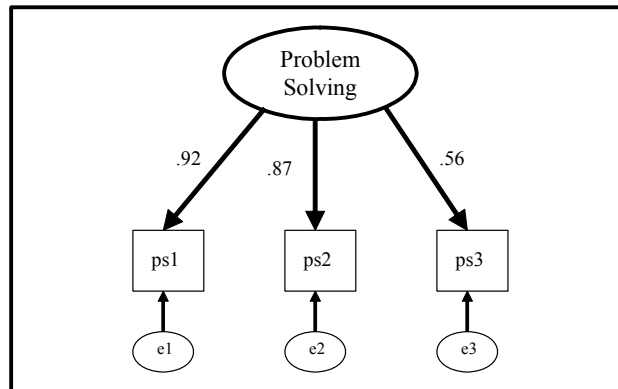 Problem
Solving
.92
.87
.56
ps1
ps2
ps3
e1
e2
e3